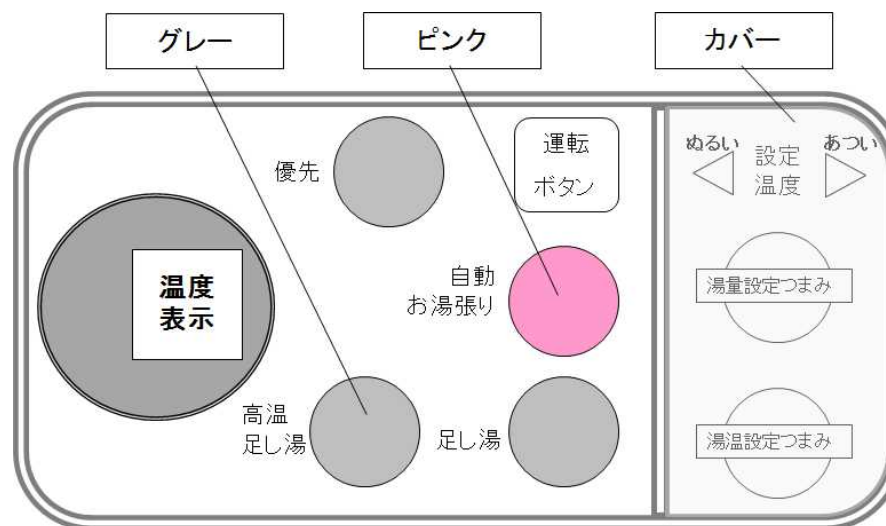 グレー
ピンク
カバー
優先
運転
ボタン
ぬるい
あつい
設定
温度
温度
表示
自動
お湯張り
湯量設定つまみ
高温
足し湯
足し湯
湯温設定つまみ